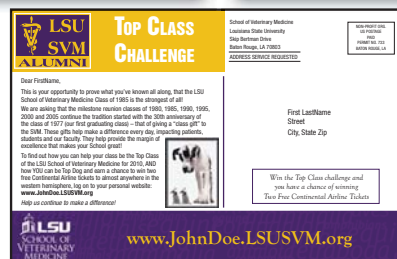 LSU
SVM
ALUMNI
TOP CLASS
CHALLENGE
School of Veterinary Medicine
Louisiana State University
Skip Bertman Drive
Baton Rouge, LA 70803
ADDRESS SERVICE REQUESTED
NON-PROFIT ORG.
US POSTAGE
PAID
PERMIT NO. 733
BATON ROUGE, LA
Dear FirstName,
This is your opportunity to prove what you've known all along, that the LSU
School of Veterinary Medicine Class of 1985 is the strongest of all!
We are asking that the milestone reunion classes of 1980, 1985, 1990, 1995,
2000 and 2005 continue the tradition started with the 30th anniversary of
the class of 1977 (our first graduating class) – that of giving a "class gift" to
the SVM. These gifts help make a difference every day, impacting patients,
students and our faculty. They help provide the margin of
excellence that makes your School great!
To find out how you can help your class be the Top Class
of the LSU School of Veterinary Medicine for 2010, AND
how YOU can be Top Dog and earn a chance to win two
free Continental Airline tickets to almost anywhere in the
western hemisphere, log on to your personal website:
www.JohnDoe.LSUSVM.org
Help us continue to make a difference!
First LastName
Street
City, State Zip
Win the Top Class challenge and
you have a chance of winning
Two Free Continental Airline Tickets
LSU
SCHOOL OF
VETERINARY
MEDICINE
www.JohnDoe.LSUSVM.org